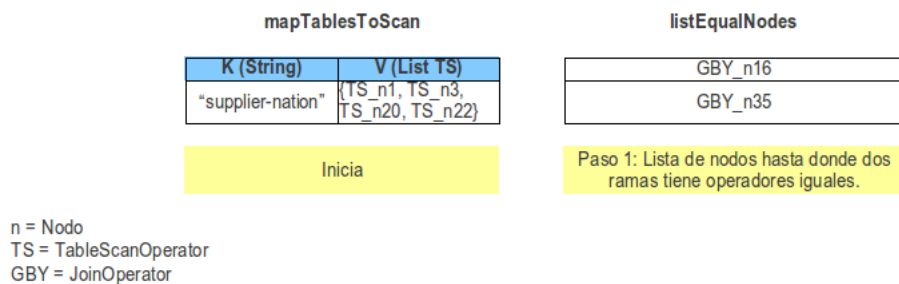 mapTablesToScan
listEqualNodes
K (String)
V (List TS)
"supplier-nation"
{TS_n1, TS_n3,
TS_n20, TS_n22}
GBY_n16
GBY_n35
Inicia
Paso 1: Lista de nodos hasta donde dos
ramas tiene operadores iguales.
n = Nodo
TS = TableScanOperator
GBY = JoinOperator